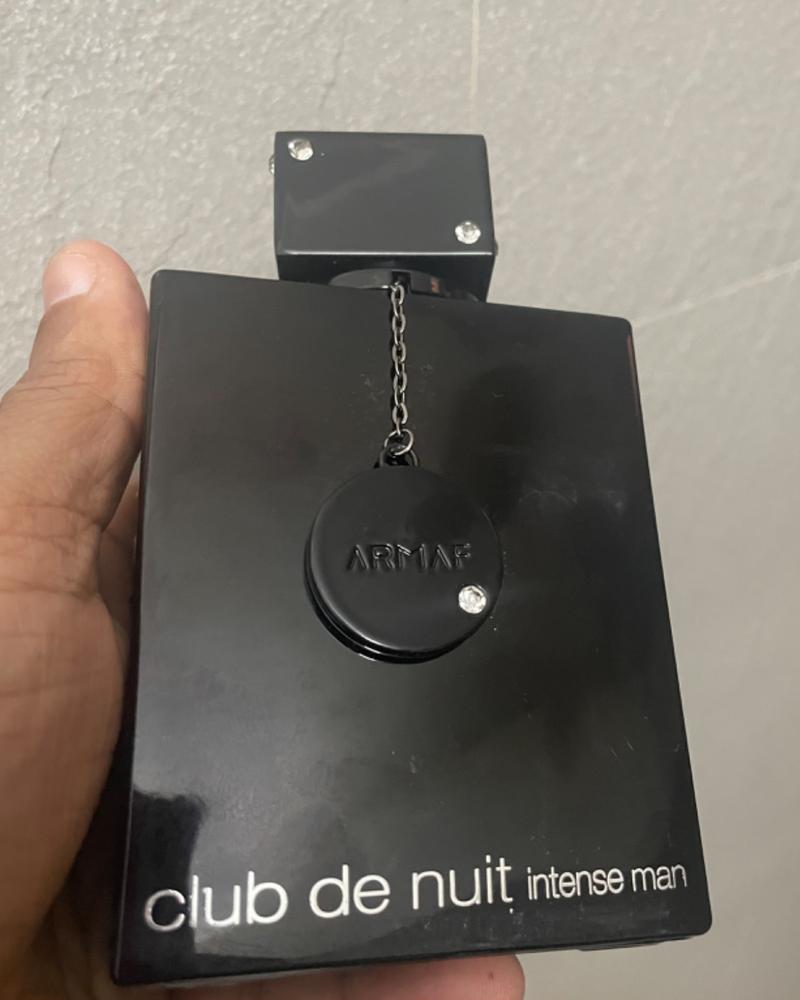 ARMAF
club de nuit intense man